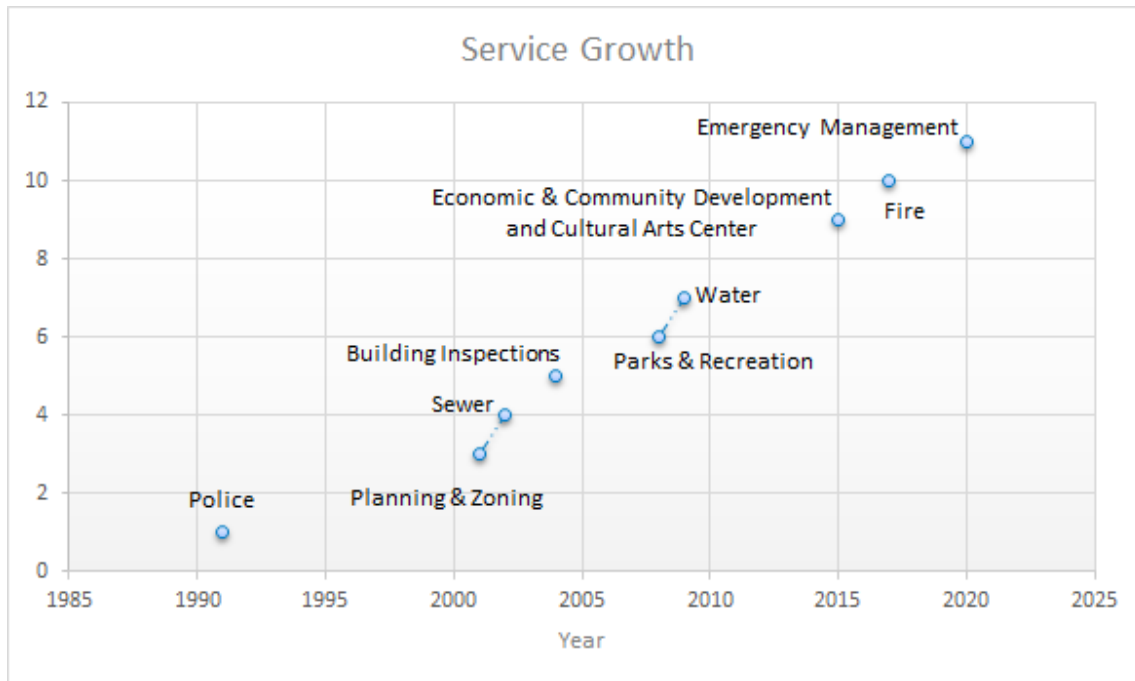 Service Growth
12
10
8
6
4
2
0
Emergency Management
Economic & Community Development
and Cultural Arts Center
Fire
Water
Building Inspections
Parks & Recreation
Sewer
Police
Planning & Zoning
1985 1990 1995 2000 2005 2010 2015 2020 2025
Year